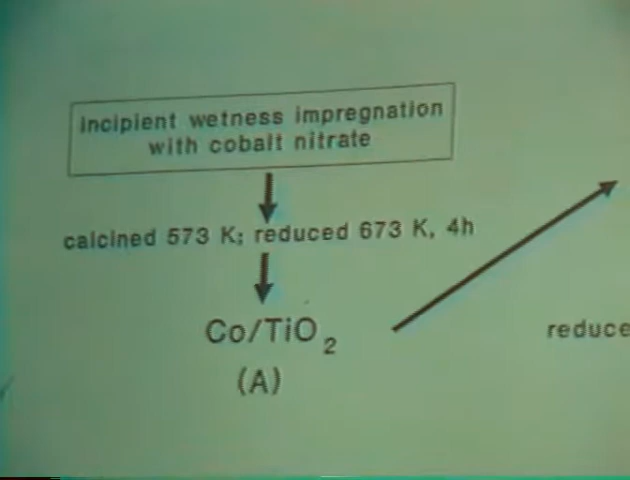 incipient wetness impregnation
with cobalt nitrate
calcined 573 K; reduced 673 K, 4h
Co/TiO2
(A)
reduce